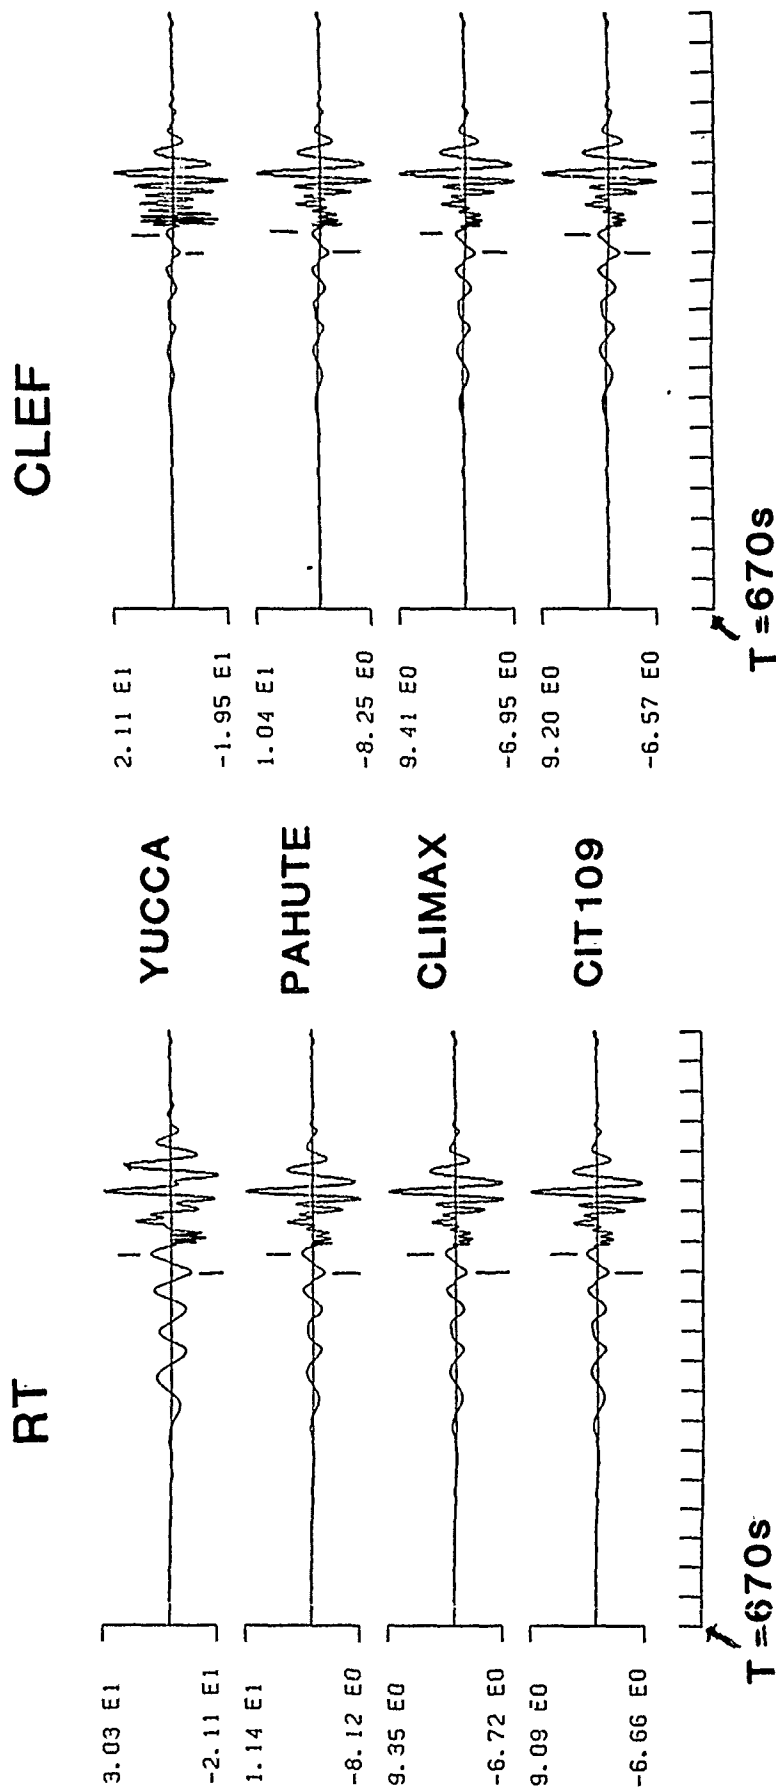 RT
CLEF
3.03 E1
-2.11 E1
YUCCA
2.11 E1
-1.95 E1
1.14 E1
-8.12 E0
PAHUTE
1.04 E1
-8.25 E0
9.35 E0
-6.72 E0
CLIMAX
9.41 E0
-6.95 E0
9.09 E0
-6.66 E0
CIT109
9.20 E0
-6.57 E0
T=670s
T=670s